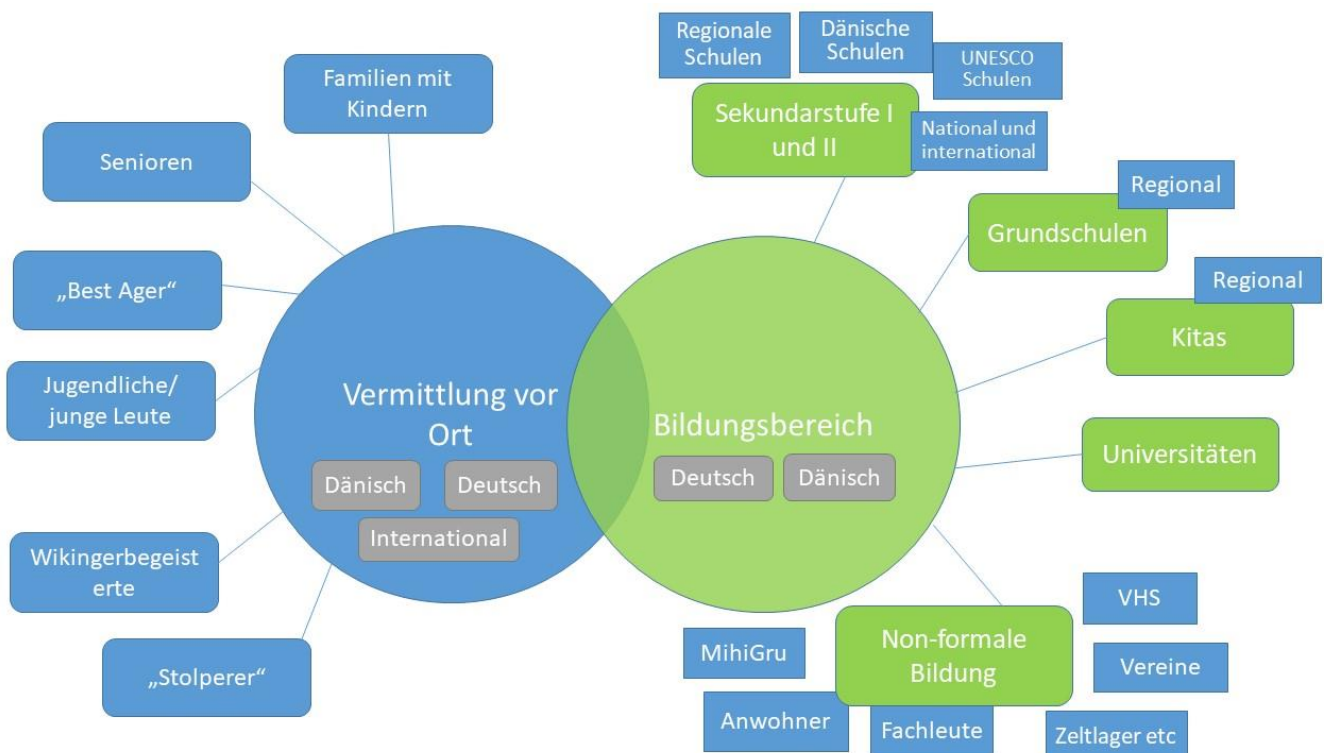 Familien mit
Kindern
Senioren
„Best Ager“
Jugendliche/
junge Leute
Wikingerbegeist
erte
„Stolperer“
Vermittlung vor
Ort
Dänisch
Deutsch
International
Bildungsbereich
Deutsch
Dänisch
Regionale
Schulen
Dänische
Schulen
UNESCO
Schulen
Sekundarstufe I
und II
National und
international
Regional
Grundschulen
Regional
Kitas
Universitäten
Non-formale
Bildung
VHS
MihiGru
Vereine
Anwohner
Fachleute
Zeltlager etc